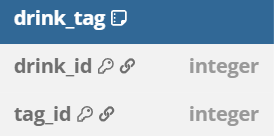 drink_tag
drink_id integer
tag_id integer